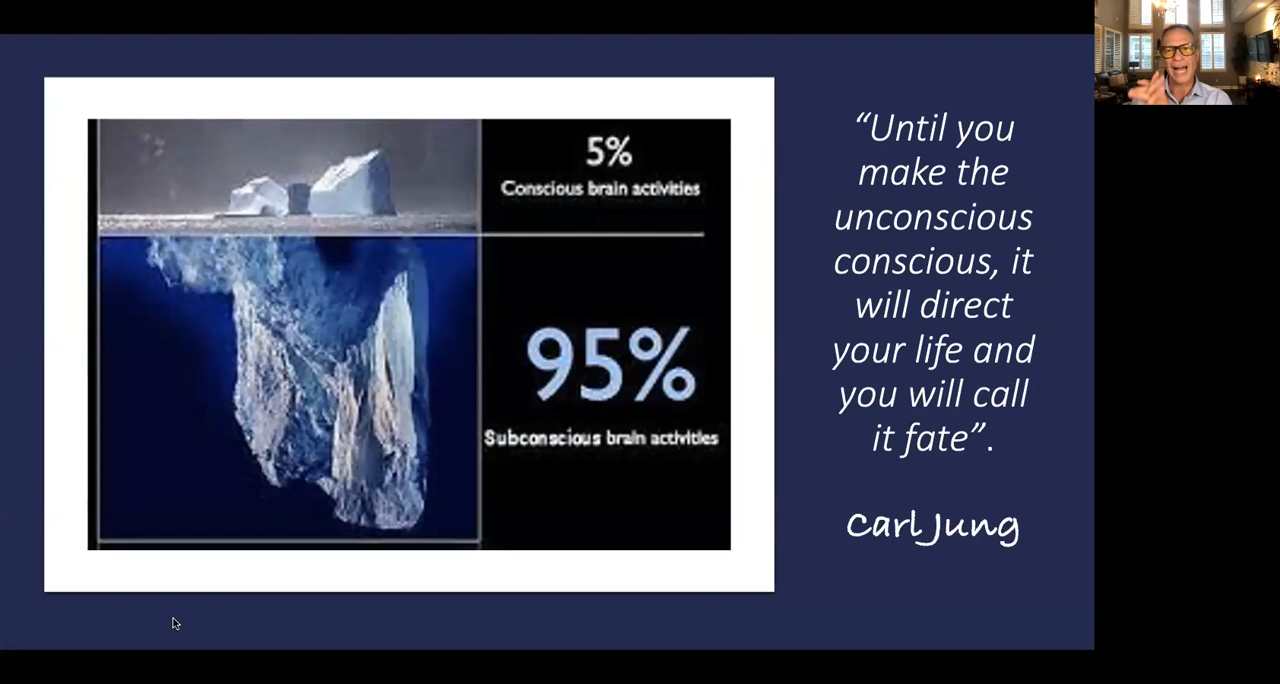 5%
Conscious brain activities
95%
Subconscious brain activities
“Until you
make the
unconscious
conscious, it
will direct
your life and
you will call
it fate”.
Carl Jung